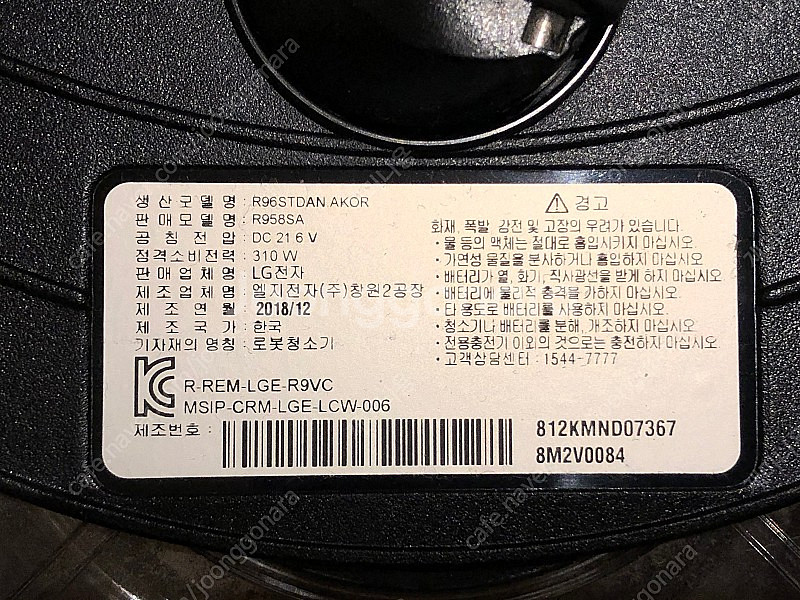 생산모델명 : R96STDAN AKOR
판매모델명 : R958SA
공칭전압 : DC 21 6 V
정격소비전력 : 310 W
판매업체명 : LG전자
제조업체명 : 엘지전자(주)창원2공장
제조연월 : 2018/12
제조국가 : 한국
기자재의 명칭 : 로봇청소기
R-REM-LGE-R9VC
MSIP-CRM-LGE-LCW-006
제조번호 :
812KMND07367
8M2V0084
⚠ 경고
화재, 폭발, 감전 및 고장의 우려가 있습니다.
· 물 등의 액체는 절대로 흡입시키지 마십시오
· 가연성 물질을 분사하거나 흡입하지 마십시오
· 배터리가 열, 화기, 직사광선을 받게 하지 마십시오
· 배터리에 물리적 충격을 가하지 마십시오.
· 타 용도로 배터리를 사용하지 마십시오.
· 청소기나 배터리를 분해, 개조하지 마십시오
· 전용충전기 이외의 것으로는 충전하지 마십시오
· 고객상담센터 : 1544-7777